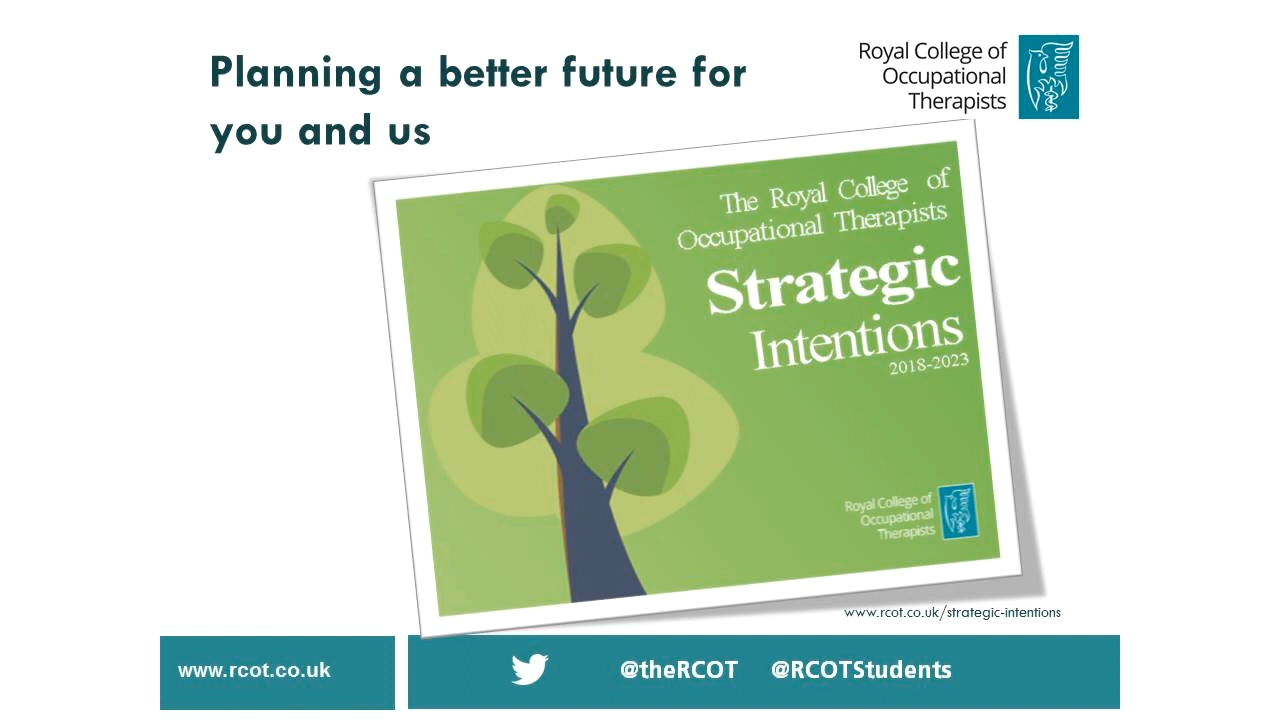 Planning a better future for
you and us
Royal College of
Occupational
Therapists
The Royal College of
Occupational Therapists
Strategic
Intentions
2018-2023
Royal College of
Occupational
Therapists
www.rcot.co.uk/strategic-intentions
www.rcot.co.uk
@theRCOT @RCOTStudents